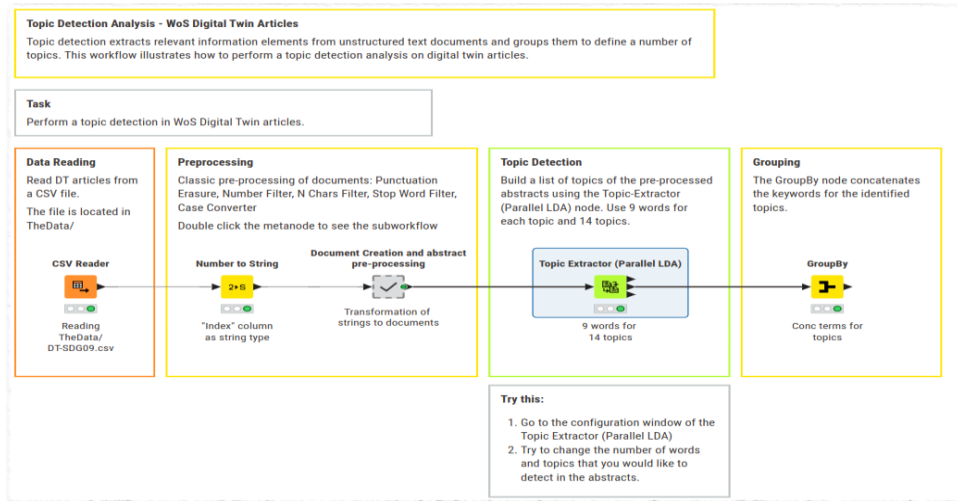 Topic Detection Analysis - WoS Digital Twin Articles
Topic detection extracts relevant information elements from unstructured text documents and groups them to define a number of
topics. This workflow illustrates how to perform a topic detection analysis on digital twin articles.
Task
Perform a topic detection in WoS Digital Twin articles.
Data Reading
Read DT articles from
a CSV file.
The file is located in
TheData/
CSV Reader
Reading
TheData/
DT-SDG09.csv
Preprocessing
Classic pre-processing of documents: Punctuation
Erasure, Number Filter, N Chars Filter, Stop Word Filter,
Case Converter
Double click the metanode to see the subworkflow
Number to String
2▸S
"Index" column
as string type
Document Creation and abstract
pre-processing
Transformation of
strings to documents
Topic Detection
Build a list of topics of the pre-processed
abstracts using the Topic-Extractor
(Parallel LDA) node. Use 9 words for
each topic and 14 topics.
Topic Extractor (Parallel LDA)
9 words for
14 topics
Grouping
The GroupBy node concatenates
the keywords for the identified
topics.
GroupBy
Conc terms for
topics
Try this:
1. Go to the configuration window of the
Topic Extractor (Parallel LDA)
2. Try to change the number of words
and topics that you would like to
detect in the abstracts.